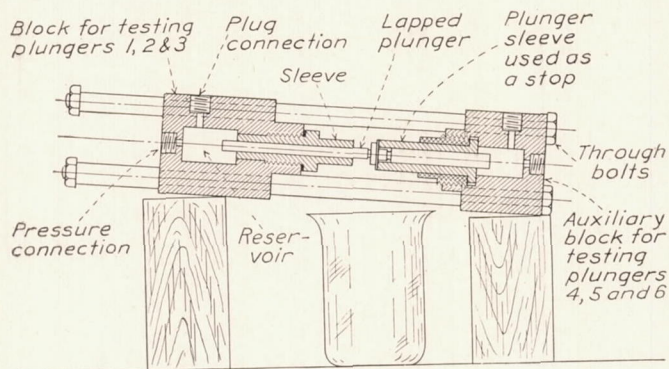 Block for testing
plungers 1, 2 & 3
Plug
connection
Sleeve
Lapped
plunger
Plunger
sleeve
used as
a stop
Through
bolts
Pressure
connection
Reser-
voir
Auxiliary
block for
testing
plungers
4, 5 and 6